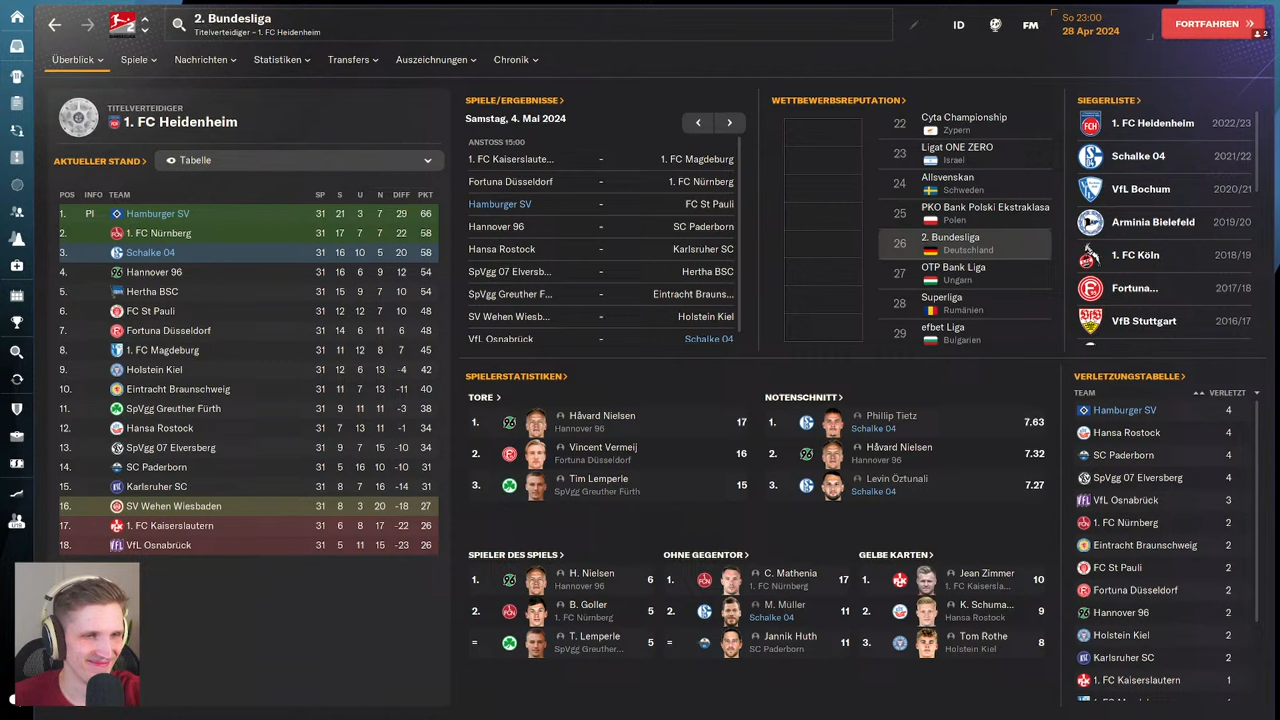 2. Bundesliga
Titelverteidiger - 1. FC Heidenheim
ID
FM
So 23:00
28 Apr 2024
FORTFAHREN
2
Überblick
Spiele
Nachrichten
Statistiken
Transfers
Auszeichnungen
Chronik
TITELVERTEIDIGER
1. FC Heidenheim
AKTUELLER STAND
Tabelle
POS INFO TEAM SP S U N DIFF PKT
1. PI Hamburger SV 31 21 3 7 29 66
2. 1. FC Nürnberg 31 17 7 7 22 58
3. Schalke 04 31 16 10 5 20 58
4. Hannover 96 31 16 6 9 12 54
5. Hertha BSC 31 15 9 7 10 54
6. FC St Pauli 31 12 12 7 10 48
7. Fortuna Düsseldorf 31 14 6 11 6 48
8. 1. FC Magdeburg 31 11 12 8 7 45
9. Holstein Kiel 31 12 6 13 -4 42
10. Eintracht Braunschweig 31 11 7 13 -11 40
11. SpVgg Greuther Fürth 31 9 11 11 -3 38
12. Hansa Rostock 31 7 13 11 -1 34
13. SpVgg 07 Elversberg 31 9 7 15 -10 34
14. SC Paderborn 31 5 16 10 -10 31
15. Karlsruher SC 31 8 7 16 -14 31
16. SV Wehen Wiesbaden 31 8 3 20 -18 27
17. 1. FC Kaiserslautern 31 6 8 17 -22 26
18. VfL Osnabrück 31 5 11 15 -23 26
SPIELE/ERGEBNISSE
Samstag, 4. Mai 2024
ANSTOSS 15:00
1. FC Kaiserslaute... - 1. FC Magdeburg
Fortuna Düsseldorf - 1. FC Nürnberg
Hamburger SV - FC St Pauli
Hannover 96 - SC Paderborn
Hansa Rostock - Karlsruher SC
SpVgg 07 Elversb... - Hertha BSC
SpVgg Greuther F... - Eintracht Brauns...
SV Wehen Wiesb... - Holstein Kiel
VfL Osnabrück - Schalke 04
WETTBEWERBSREPUTATION
22 Cyta Championship
Zypern
23 Ligat ONE ZERO
Israel
24 Allsvenskan
Schweden
25 PKO Bank Polski Ekstraklasa
Polen
26 2. Bundesliga
Deutschland
27 OTP Bank Liga
Ungarn
28 Superliga
Rumänien
29 efbet Liga
Bulgarien
SIEGERLISTE
1. FC Heidenheim 2022/23
Schalke 04 2021/22
VfL Bochum 2020/21
Arminia Bielefeld 2019/20
1. FC Köln 2018/19
Fortuna... 2017/18
VfB Stuttgart 2016/17
SPIELERSTATISTIKEN
TORE
1. Håvard Nielsen 17
Hannover 96
2. Vincent Vermeij 16
Fortuna Düsseldorf
3. Tim Lemperle 15
SpVgg Greuther Fürth
NOTENSCHNITT
1. Phillip Tietz 7.63
Schalke 04
2. Håvard Nielsen 7.32
Hannover 96
3. Levin Öztunali 7.27
Schalke 04
SPIELER DES SPIELS
1. H. Nielsen 6
Hannover 96
2. B. Goller 5
1. FC Nürnberg
= T. Lemperle 5
SpVgg Greuther...
OHNE GEGENTOR
1. C. Mathenia 17
1. FC Nürnberg
2. M. Müller 11
Schalke 04
= Jannik Huth 11
SC Paderborn
GELBE KARTEN
1. Jean Zimmer 10
1. FC Kaisersla...
2. K. Schuma... 9
Hansa Rostock
3. Tom Rothe 8
Holstein Kiel
VERLETZUNGSTABELLE
TEAM VERLETZT
Hamburger SV 4
Hansa Rostock 4
SC Paderborn 4
SpVgg 07 Elversberg 4
VfL Osnabrück 3
1. FC Nürnberg 2
Eintracht Braunschweig 2
FC St Pauli 2
Fortuna Düsseldorf 2
Hannover 96 2
Holstein Kiel 2
Karlsruher SC 2
1. FC Kaiserslautern 1
U19